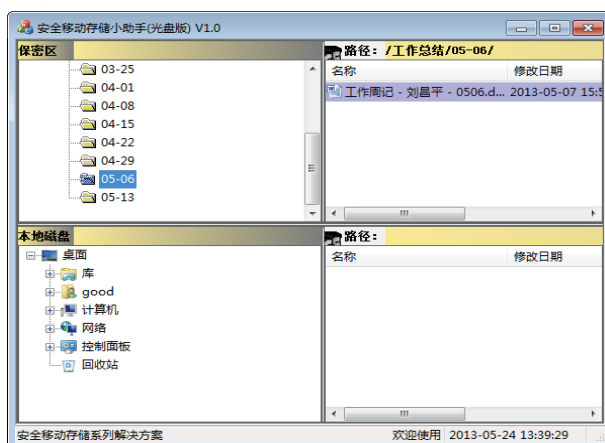 安全移动存储小助手(光盘版) V1.0
保密区
03-25
04-01
04-08
04-15
04-22
04-29
05-06
05-13
路径: /工作总结/05-06/
名称 修改日期
工作周记 - 刘昌平 - 0506.d... 2013-05-07 15:5
本地磁盘
桌面
库
good
计算机
网络
控制面板
回收站
路径:
名称 修改日期
安全移动存储系列解决方案 欢迎使用 2013-05-24 13:39:29